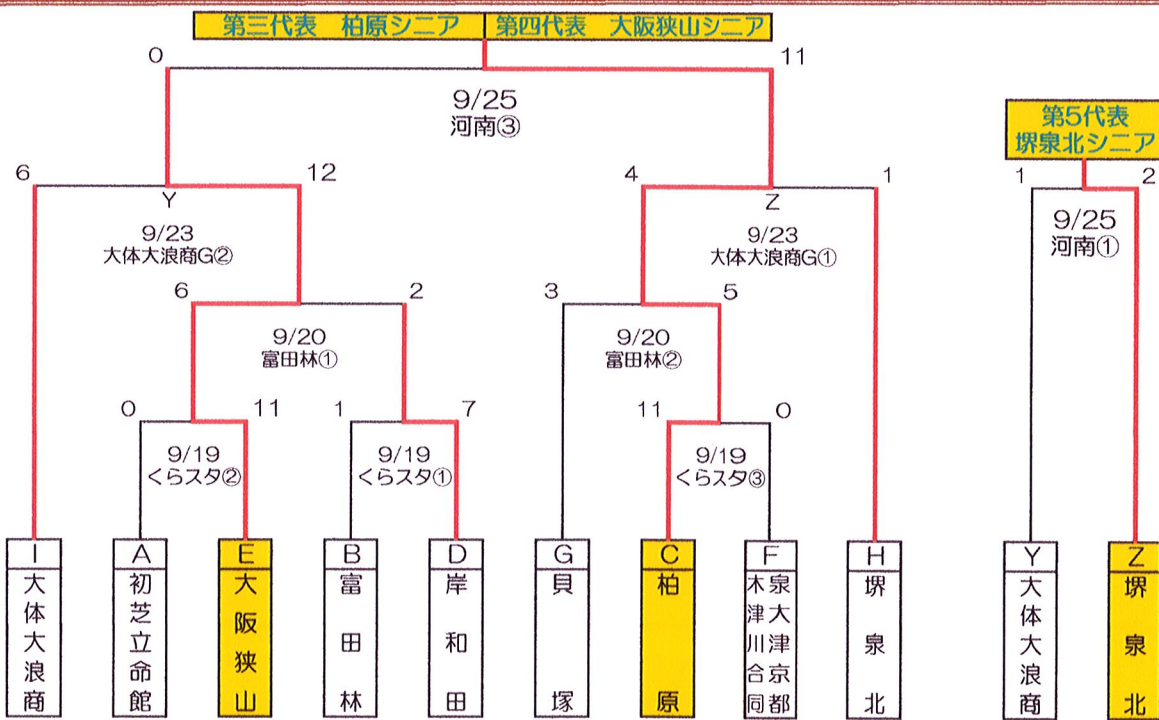 第三代表 柏原シニア
第四代表 大阪狭山シニア
0
11
9/25
河南③
第5代表
堺泉北シニア
6
12
4
1
1
2
Y
Z
9/23
大体大浪商G②
9/23
大体大浪商G①
9/25
河南①
6
2
3
5
9/20
富田林①
9/20
富田林②
0
11
1
7
11
0
9/19
くらスタ②
9/19
くらスタ①
9/19
くらスタ③
I
大体大浪商
A
初芝立命館
E
大阪狭山
B
富田林
D
岸和田
G
貝塚
C
柏原
F
泉大津京都
木津川合同
H
堺泉北
Y
大体大浪商
Z
堺泉北